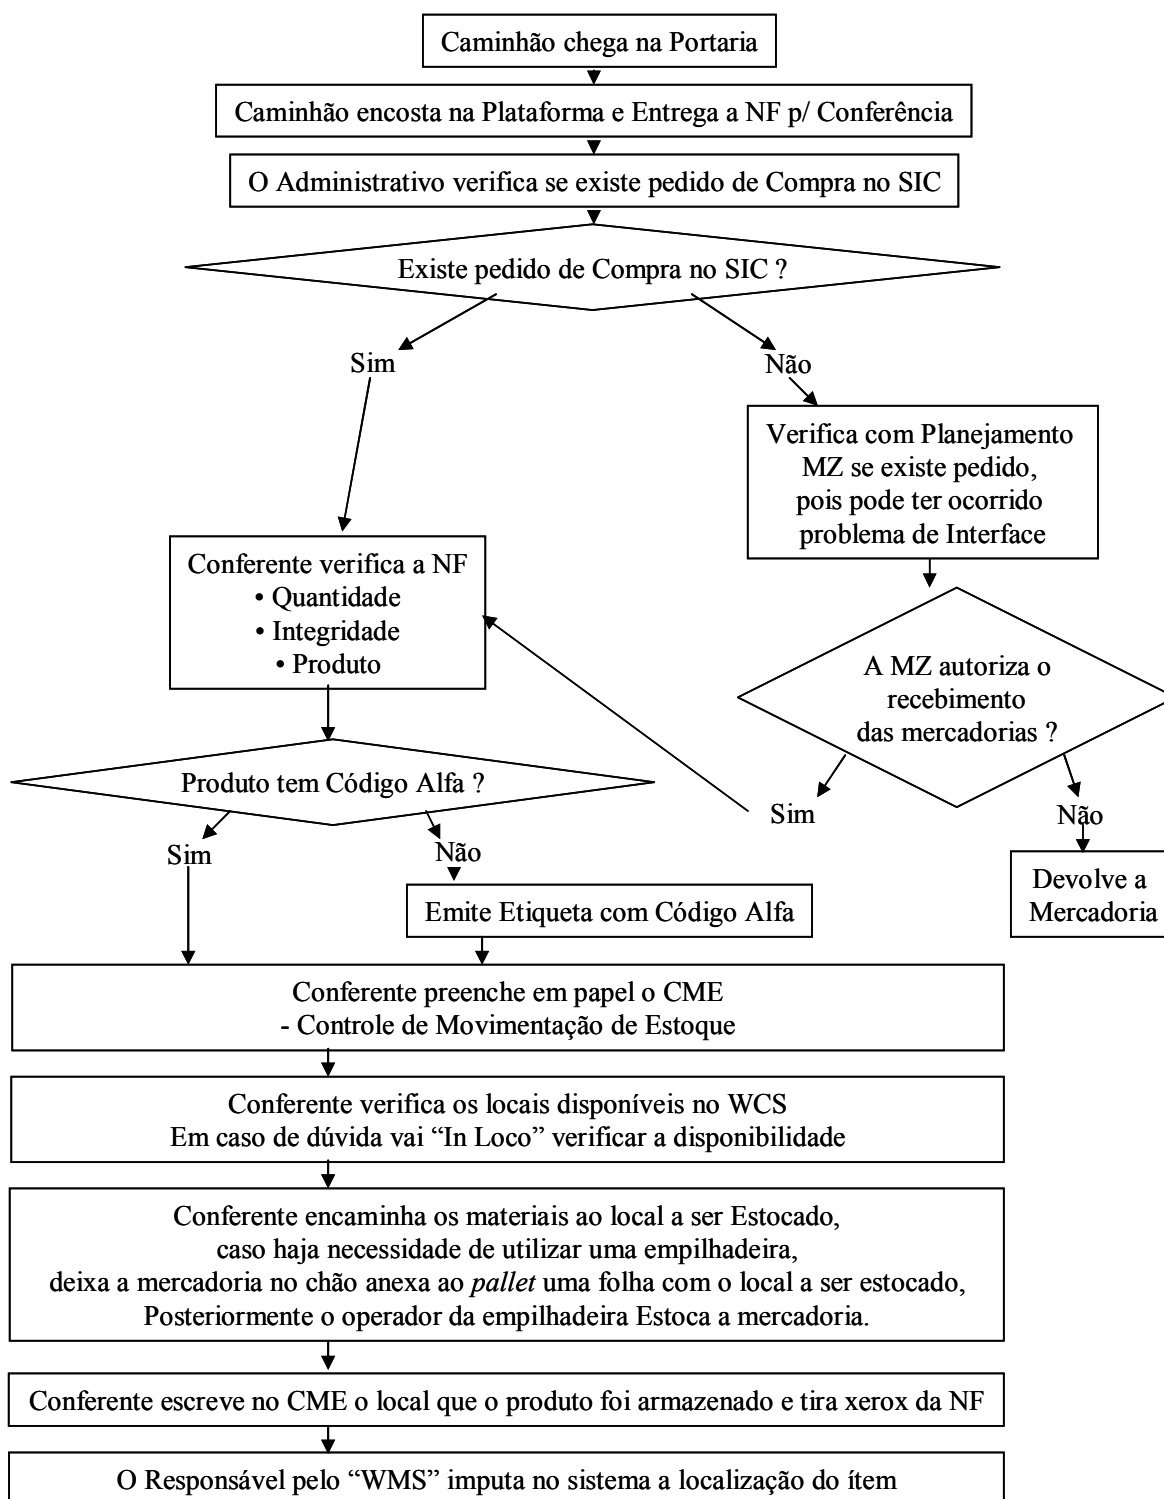 Caminhão chega na Portaria
Caminhão encosta na Plataforma e Entrega a NF p/ Conferência
O Administrativo verifica se existe pedido de Compra no SIC
Existe pedido de Compra no SIC ?
Sim
Não
Verifica com Planejamento
MZ se existe pedido,
pois pode ter ocorrido
problema de Interface
Conferente verifica a NF
• Quantidade
• Integridade
• Produto
A MZ autoriza o
recebimento
das mercadorias ?
Sim
Não
Devolve a
Mercadoria
Produto tem Código Alfa ?
Sim
Não
Emite Etiqueta com Código Alfa
Conferente preenche em papel o CME
- Controle de Movimentação de Estoque
Conferente verifica os locais disponíveis no WCS
Em caso de dúvida vai “In Loco” verificar a disponibilidade
Conferente encaminha os materiais ao local a ser Estocado,
caso haja necessidade de utilizar uma empilhadeira,
deixa a mercadoria no chão anexa ao pallet uma folha com o local a ser estocado,
Posteriormente o operador da empilhadeira Estoca a mercadoria.
Conferente escreve no CME o local que o produto foi armazenado e tira xerox da NF
O Responsável pelo “WMS” imputa no sistema a localização do ítem